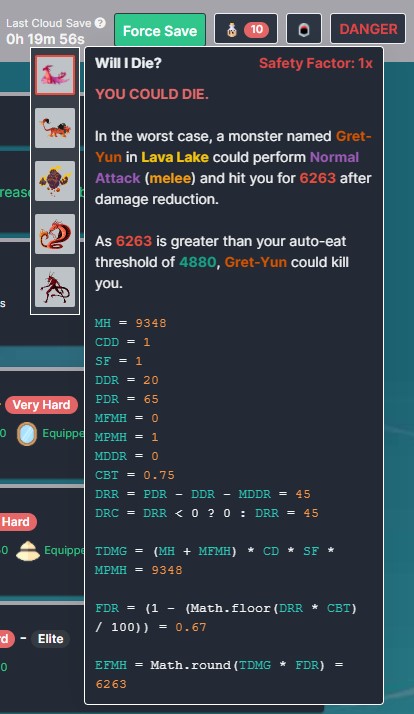 Last Cloud Save ?
0h 19m 56s
Force Save
10
DANGER
Will I Die?
Safety Factor: 1x
YOU COULD DIE.
In the worst case, a monster named Gret-
Yun in Lava Lake could perform Normal
Attack (melee) and hit you for 6263 after
damage reduction.
As 6263 is greater than your auto-eat
threshold of 4880, Gret-Yun could kill
you.
MH = 9348
CDD = 1
SF = 1
DDR = 20
PDR = 65
MFMH = 0
MPMH = 1
MDDR = 0
CBT = 0.75
DRR = PDR - DDR - MDDR = 45
DRC = DRR < 0 ? 0 : DRR = 45
TDMG = (MH + MFMH) * CD * SF *
MPMH = 9348
FDR = (1 - (Math.floor(DRR * CBT)
/ 100)) = 0.67
EFMH = Math.round(TDMG * FDR) =
6263
s
Very Hard
0
Equippe
Hard
Equippe
- Elite
0